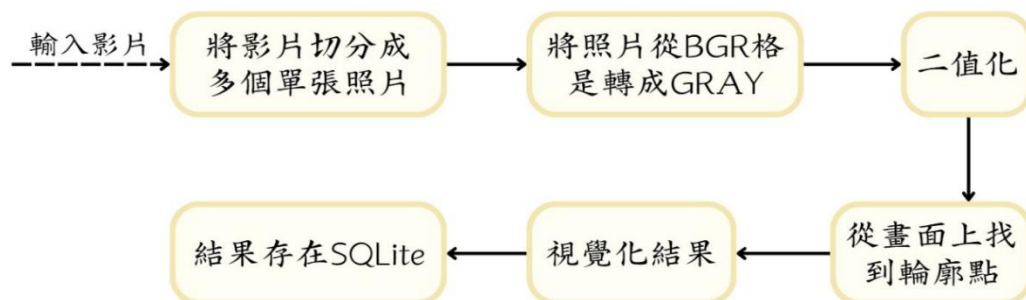 輸入影片
將影片切分成
多個單張照片
將照片從BGR格
是轉成GRAY
二值化
從畫面上找
到輪廓點
視覺化結果
結果存在SQLite